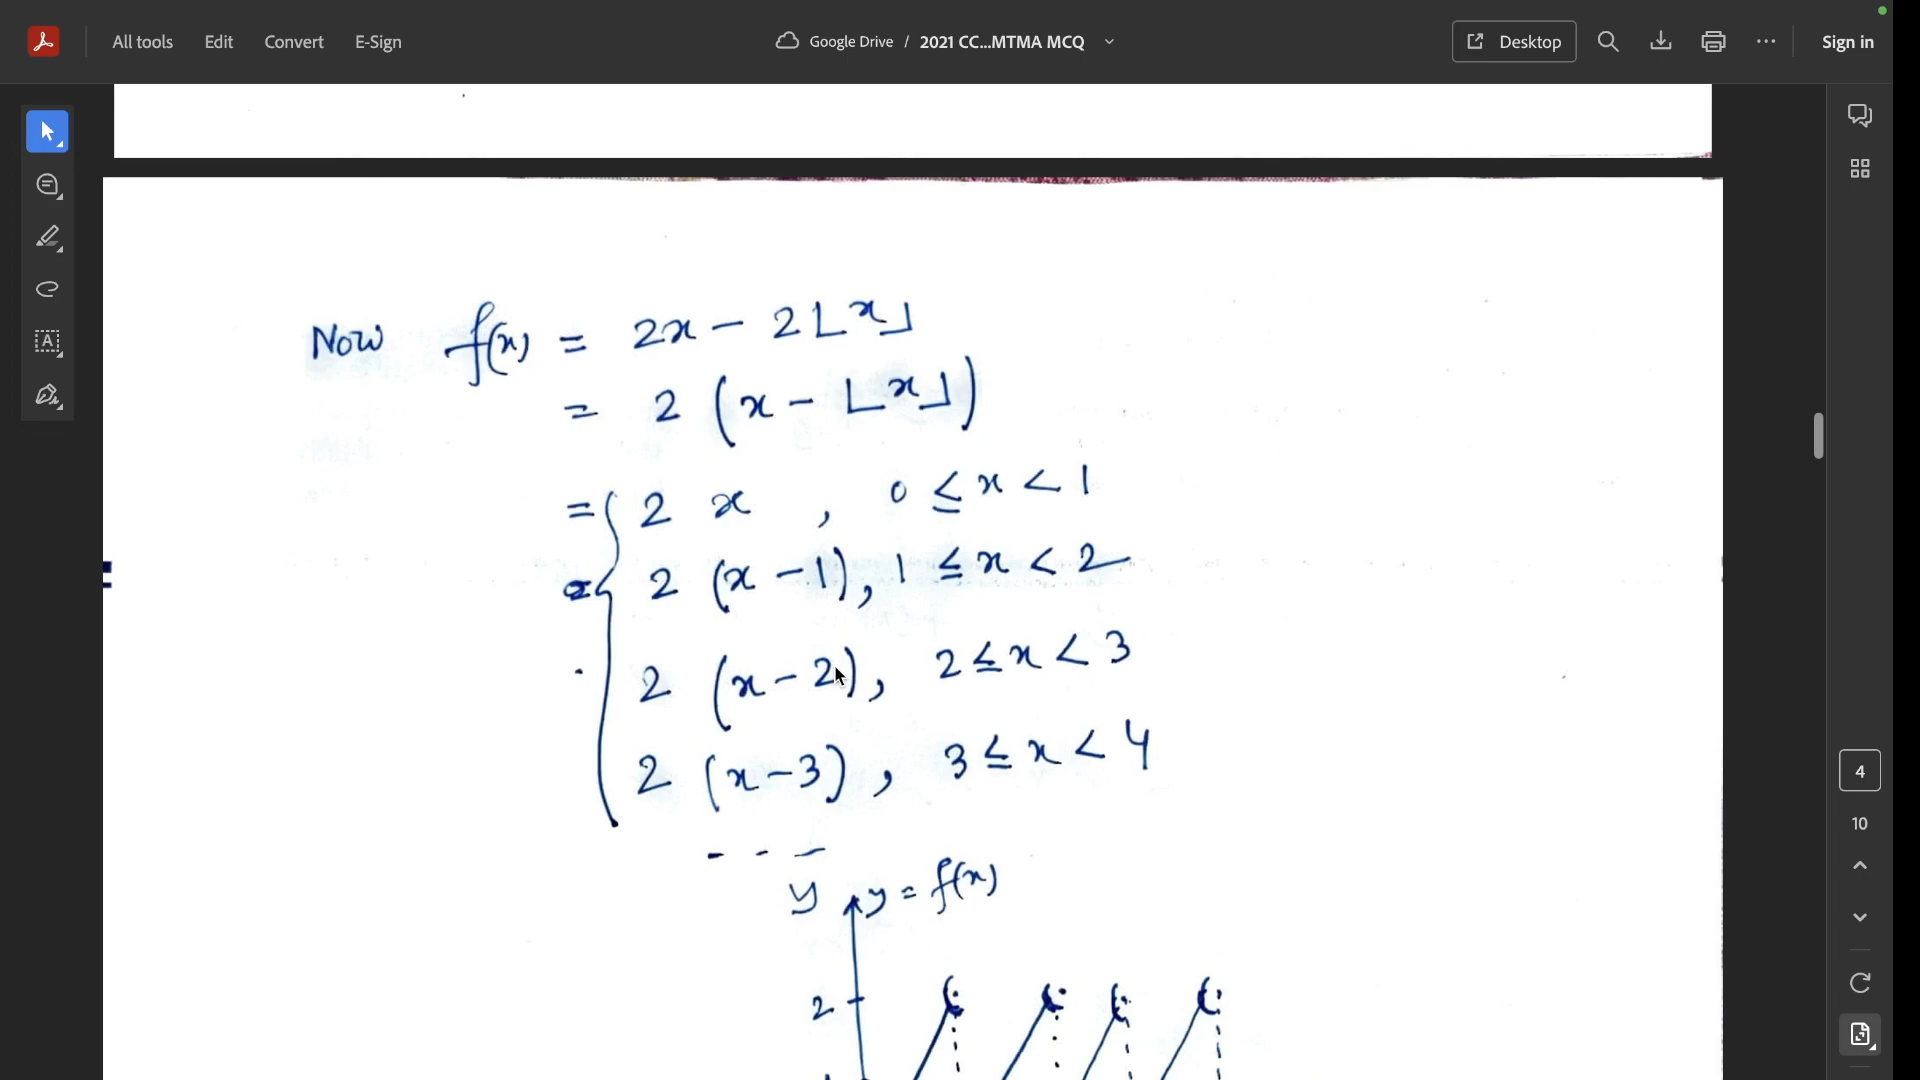 All tools Edit Convert E-Sign Google Drive / 2021 CC...MTMA MCQ Desktop Sign in
Now f(x) = 2x - 2⌊x⌋
= 2 (x - ⌊x⌋)
= { 2 x , 0 ≤ x < 1
2 (x - 1), 1 ≤ x < 2
2 (x - 2), 2 ≤ x < 3
2 (x - 3), 3 ≤ x < 4
- - -
y y = f(x)
2
4
10